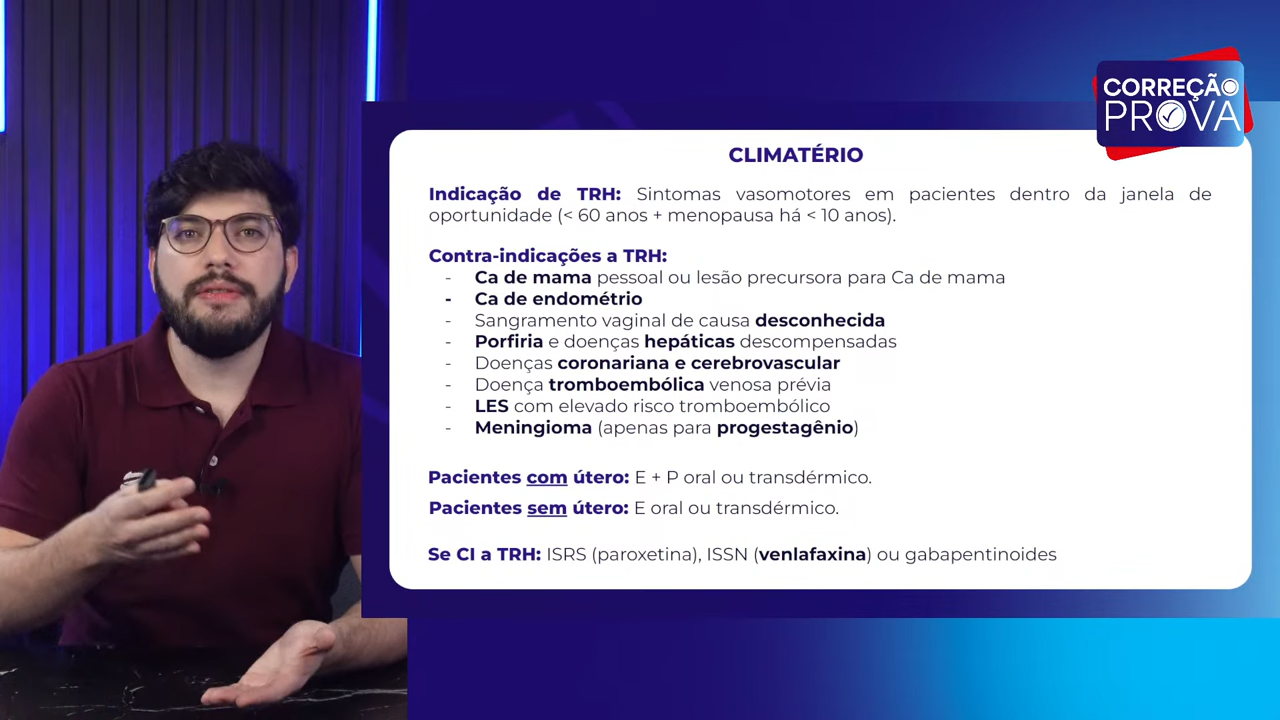 CORREÇÃO
PROVA
CLIMATÉRIO
Indicação de TRH: Sintomas vasomotores em pacientes dentro da janela de
oportunidade (< 60 anos + menopausa há < 10 anos).
Contra-indicações a TRH:
- Ca de mama pessoal ou lesão precursora para Ca de mama
- Ca de endométrio
- Sangramento vaginal de causa desconhecida
- Porfiria e doenças hepáticas descompensadas
- Doenças coronariana e cerebrovascular
- Doença tromboembólica venosa prévia
- LES com elevado risco tromboembólico
- Meningioma (apenas para progestagênio)
Pacientes com útero: E + P oral ou transdérmico.
Pacientes sem útero: E oral ou transdérmico.
Se CI a TRH: ISRS (paroxetina), ISSN (venlafaxina) ou gabapentinoides